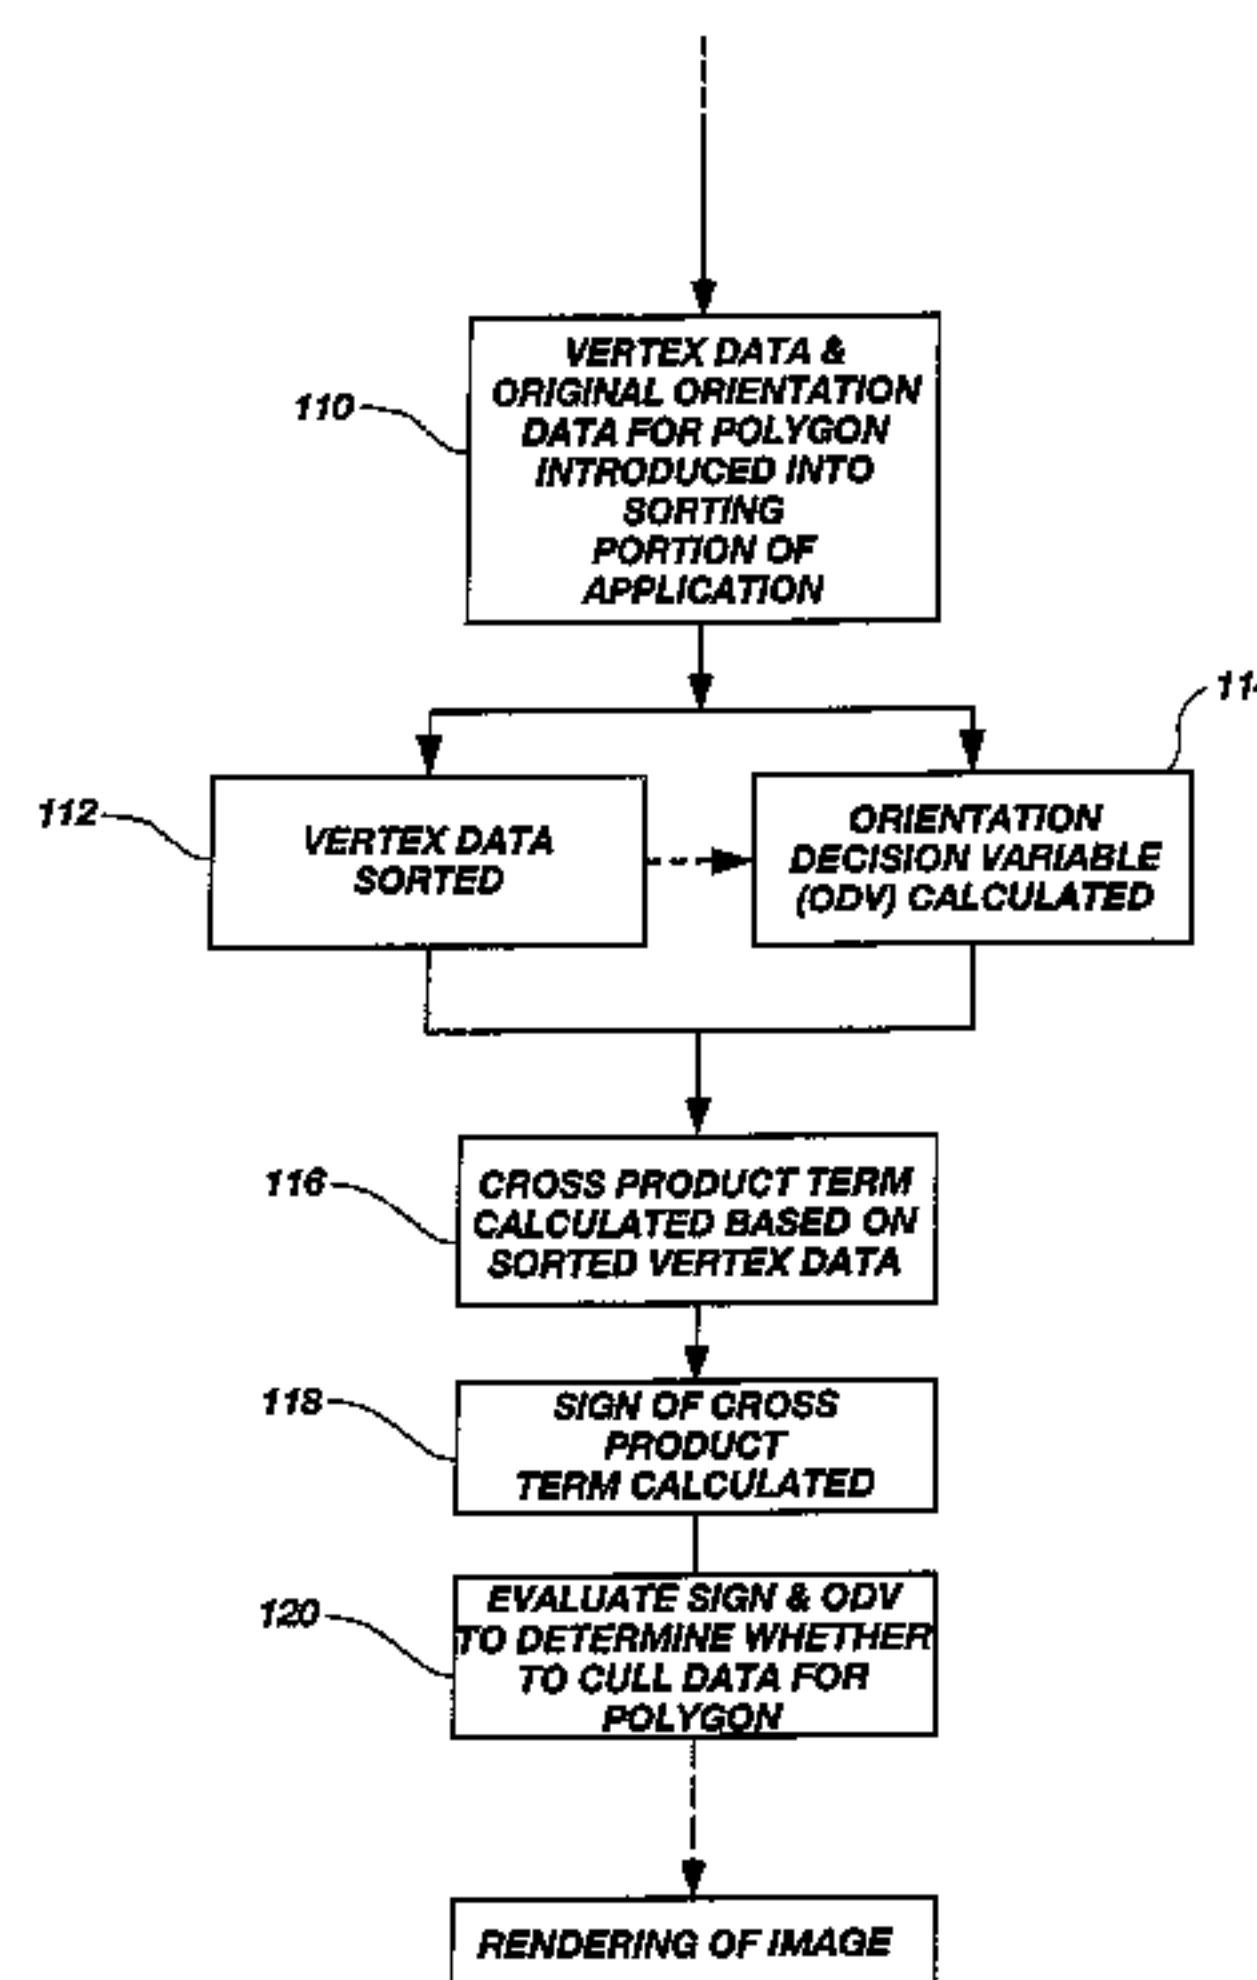 110
VERTEX DATA &
ORIGINAL ORIENTATION
DATA FOR POLYGON
INTRODUCED INTO
SORTING
PORTION OF
APPLICATION
112
VERTEX DATA
SORTED
ORIENTATION
DECISION VARIABLE
(ODV) CALCULATED
116
CROSS PRODUCT TERM
CALCULATED BASED ON
SORTED VERTEX DATA
118
SIGN OF CROSS
PRODUCT
TERM CALCULATED
120
EVALUATE SIGN & ODV
TO DETERMINE WHETHER
TO CULL DATA FOR
POLYGON
RENDERING OF IMAGE